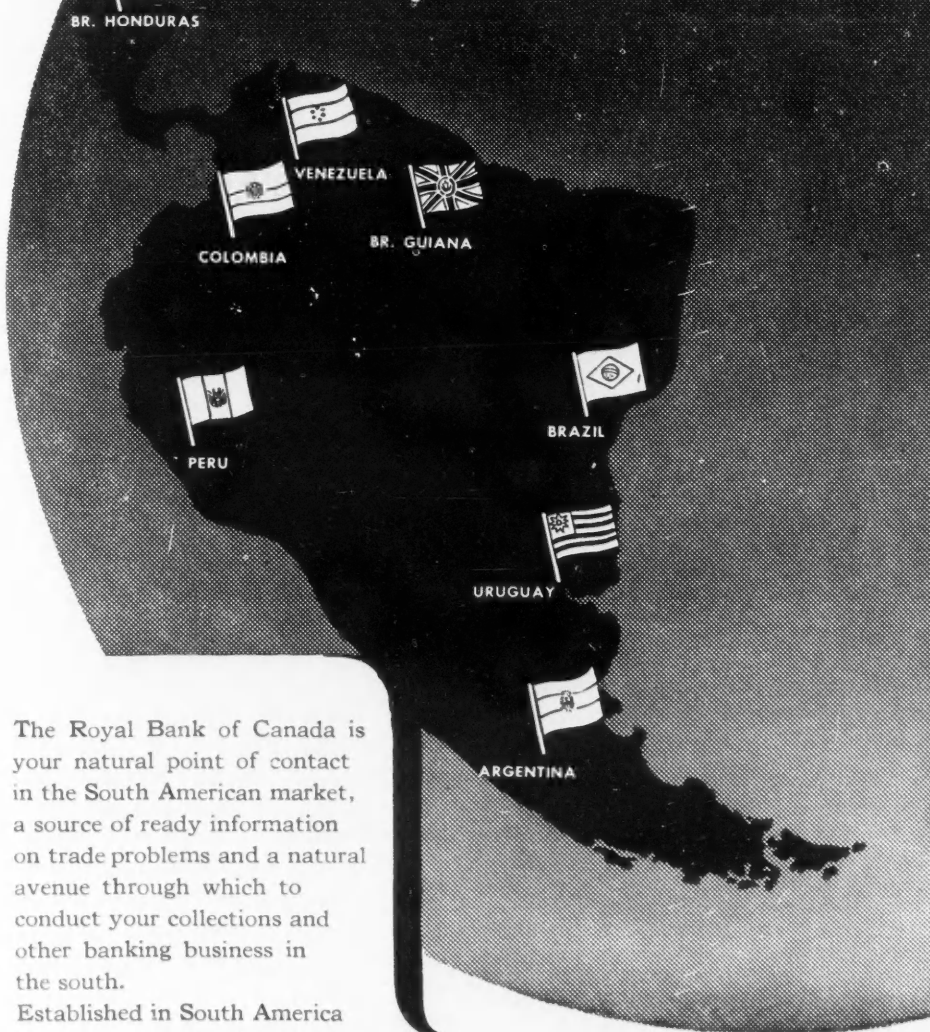 BR. HONDURAS
VENEZUELA
COLOMBIA
BR. GUIANA
PERU
BRAZIL
URUGUAY
ARGENTINA
The Royal Bank of Canada is
your natural point of contact
in the South American market,
a source of ready information
on trade problems and a natural
avenue through which to
conduct your collections and
other banking business in
the south.
Established in South America